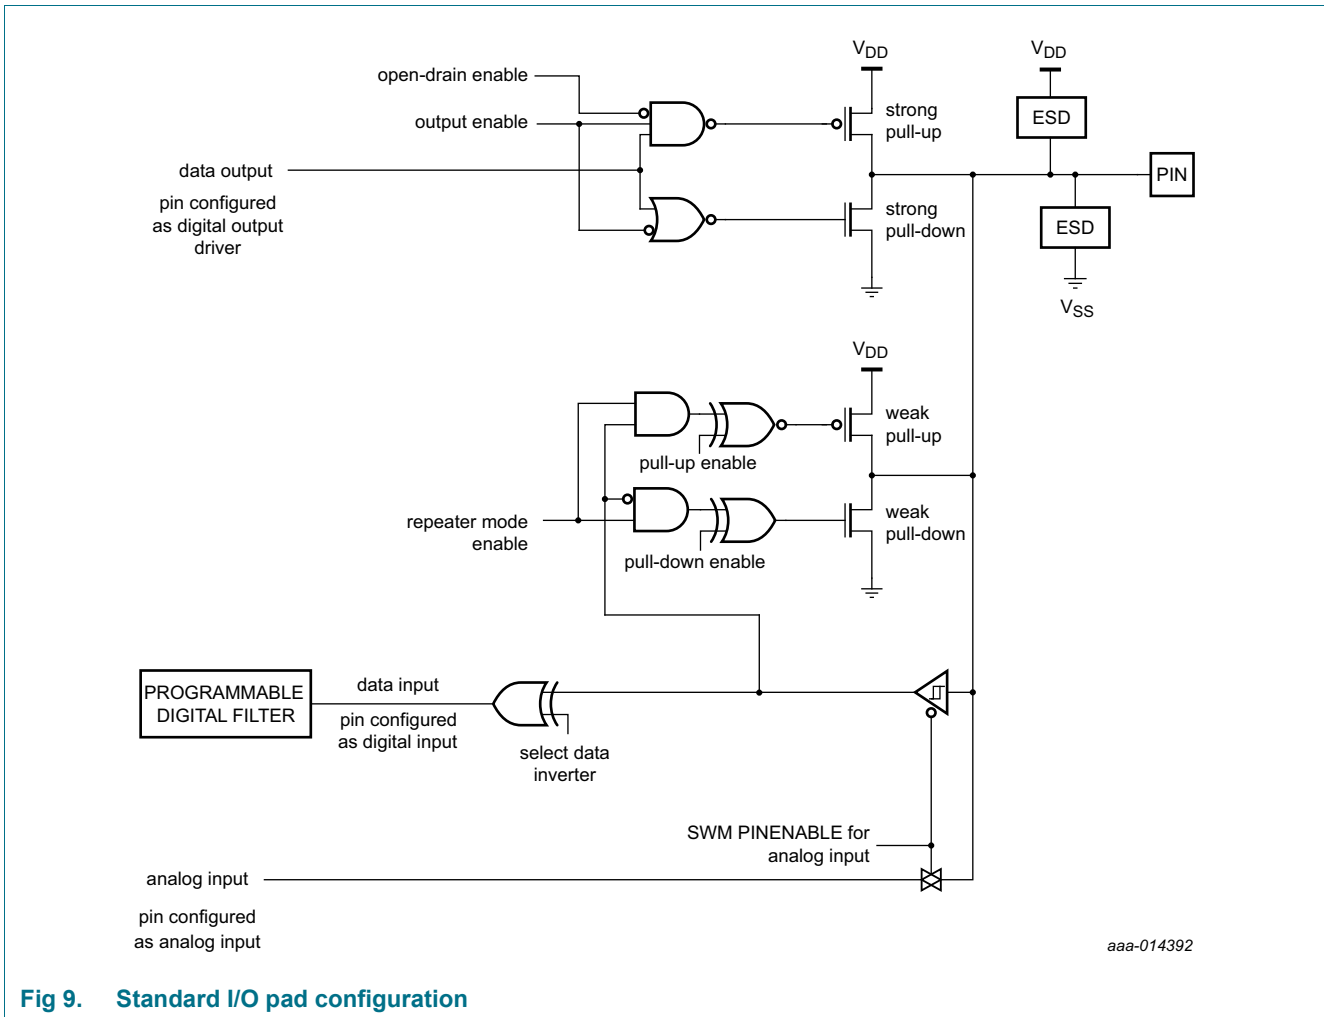 VDD
VDD
open-drain enable
strong
pull-up
ESD
output enable
data output
PIN
pin configured
as digital output
driver
strong
pull-down
ESD
VSS
VDD
weak
pull-up
pull-up enable
repeater mode
enable
weak
pull-down
pull-down enable
PROGRAMMABLE
DIGITAL FILTER
data input
pin configured
as digital input
select data
inverter
SWM PINENABLE for
analog input
analog input
pin configured
as analog input
aaa-014392
Fig 9. Standard I/O pad configuration